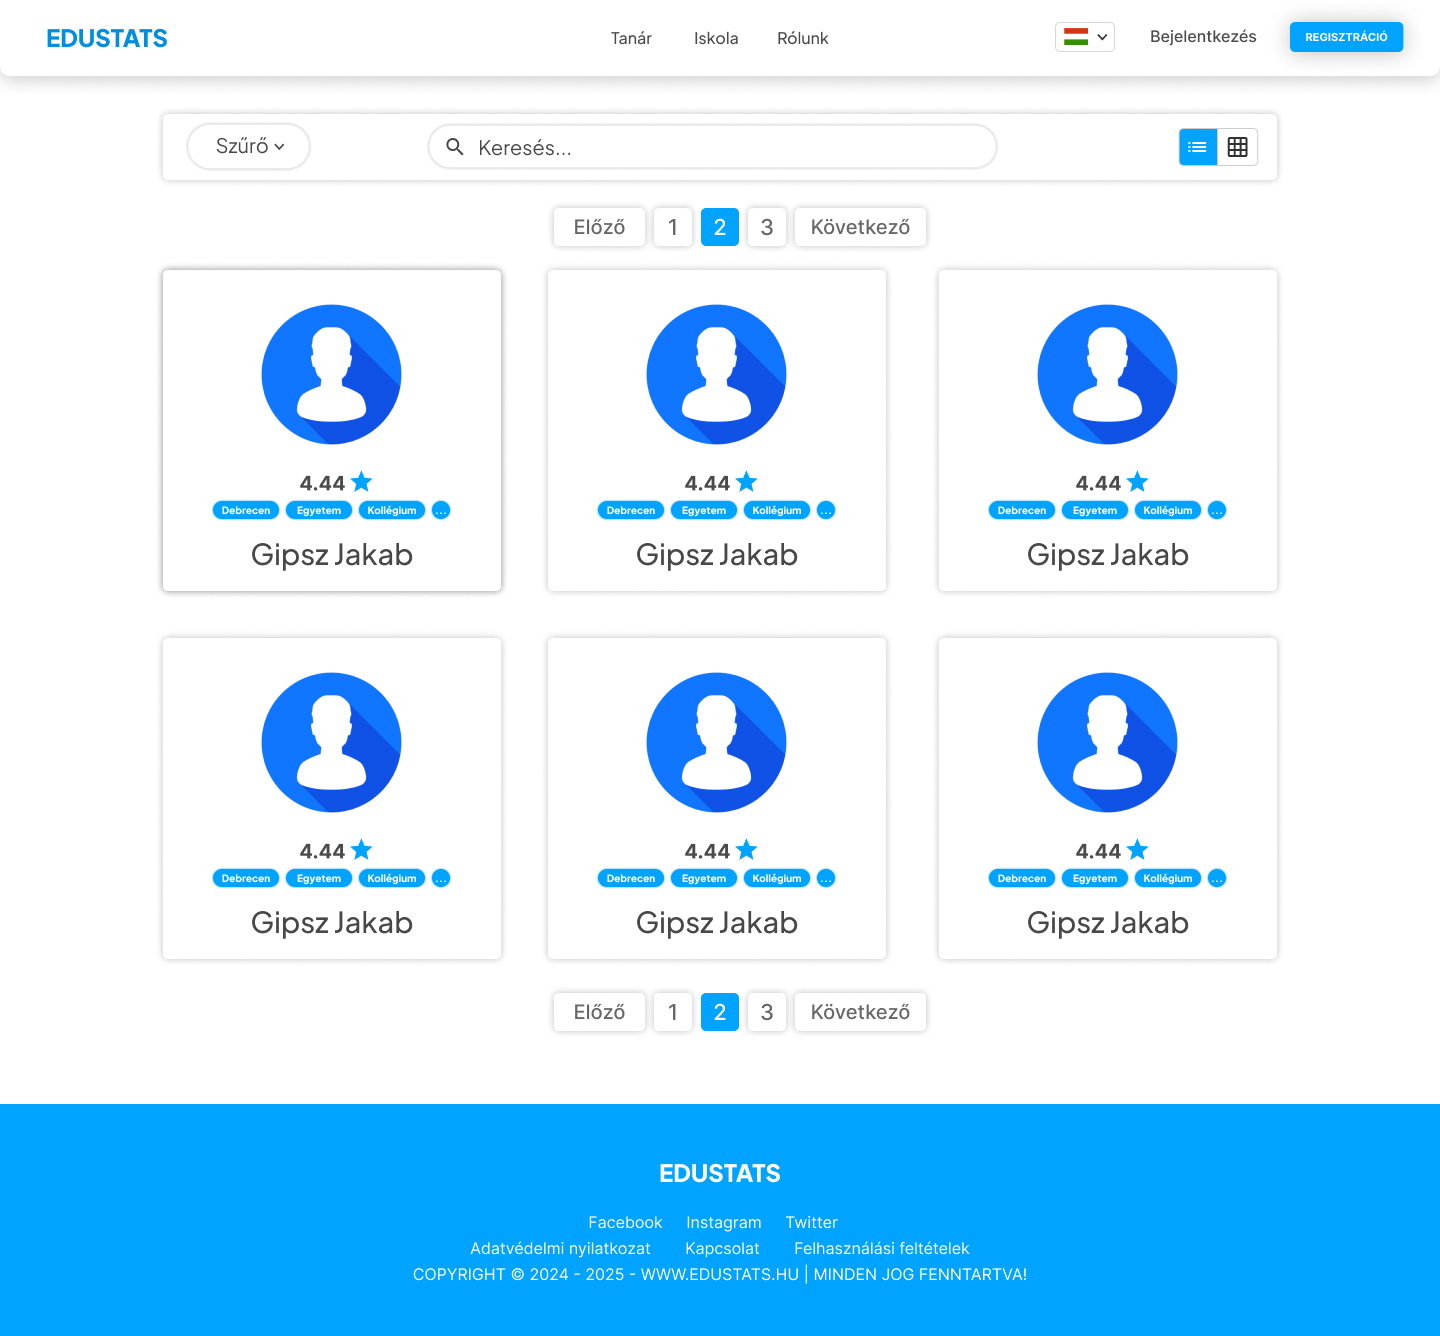 EDUSTATS Tanár Iskola Rólunk Bejelentkezés REGISZTRÁCIÓ
Szűrő Keresés...
Előző 1 2 3 Következő
4.44 4.44 4.44
Debrecen Egyetem Kollégium ... Debrecen Egyetem Kollégium ... Debrecen Egyetem Kollégium ...
Gipsz Jakab Gipsz Jakab Gipsz Jakab
4.44 4.44 4.44
Debrecen Egyetem Kollégium ... Debrecen Egyetem Kollégium ... Debrecen Egyetem Kollégium ...
Gipsz Jakab Gipsz Jakab Gipsz Jakab
Előző 1 2 3 Következő
EDUSTATS
Facebook Instagram Twitter
Adatvédelmi nyilatkozat Kapcsolat Felhasználási feltételek
COPYRIGHT © 2024 - 2025 - WWW.EDUSTATS.HU | MINDEN JOG FENNTARTVA!